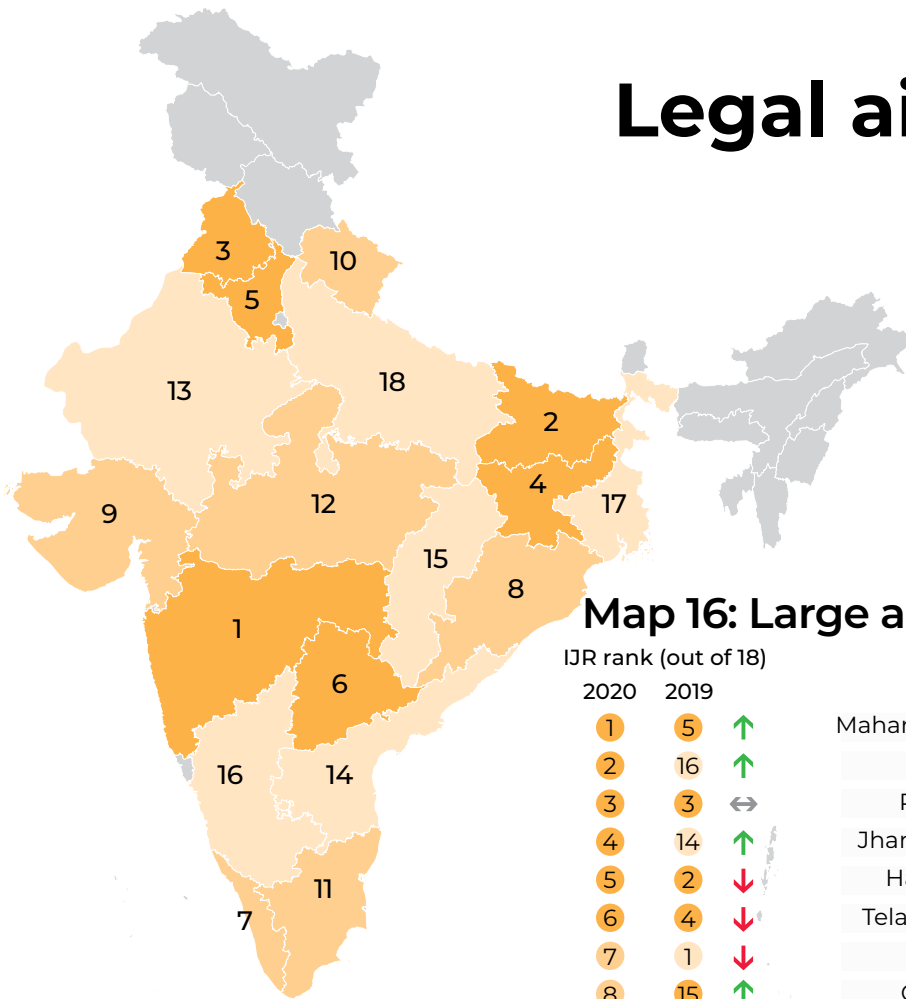 Legal ai
3
10
5
18
13
2
4
12
17
9
15
8
1
6
16
14
11
7
Map 16: Large a
IJR rank (out of 18)
2020 2019
1 5 ↑ Mahar
2 16 ↑
3 3 ↔ P
4 14 ↑ Jhar
5 2 ↓ Ha
6 4 ↓ Tela
7 1 ↓
8 15 ↑